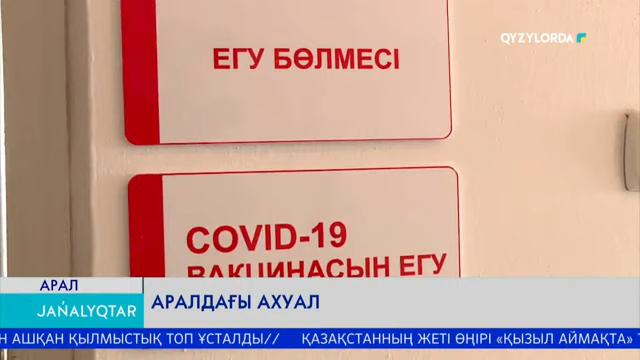 QYZYLORDA
ЕГУ БӨЛМЕСІ
COVID-19
ВАКЦИНАСЫН ЕГУ
АРАЛ
JAŃALYQTAR
АРАЛДАҒЫ АХУАЛ
Н АШҚАН ҚЫЛМЫСТЫҚ ТОП ҰСТАЛДЫ// ҚАЗАҚСТАННЫҢ ЖЕТІ ӨҢІРІ «ҚЫЗЫЛ АЙМАҚТА» Т